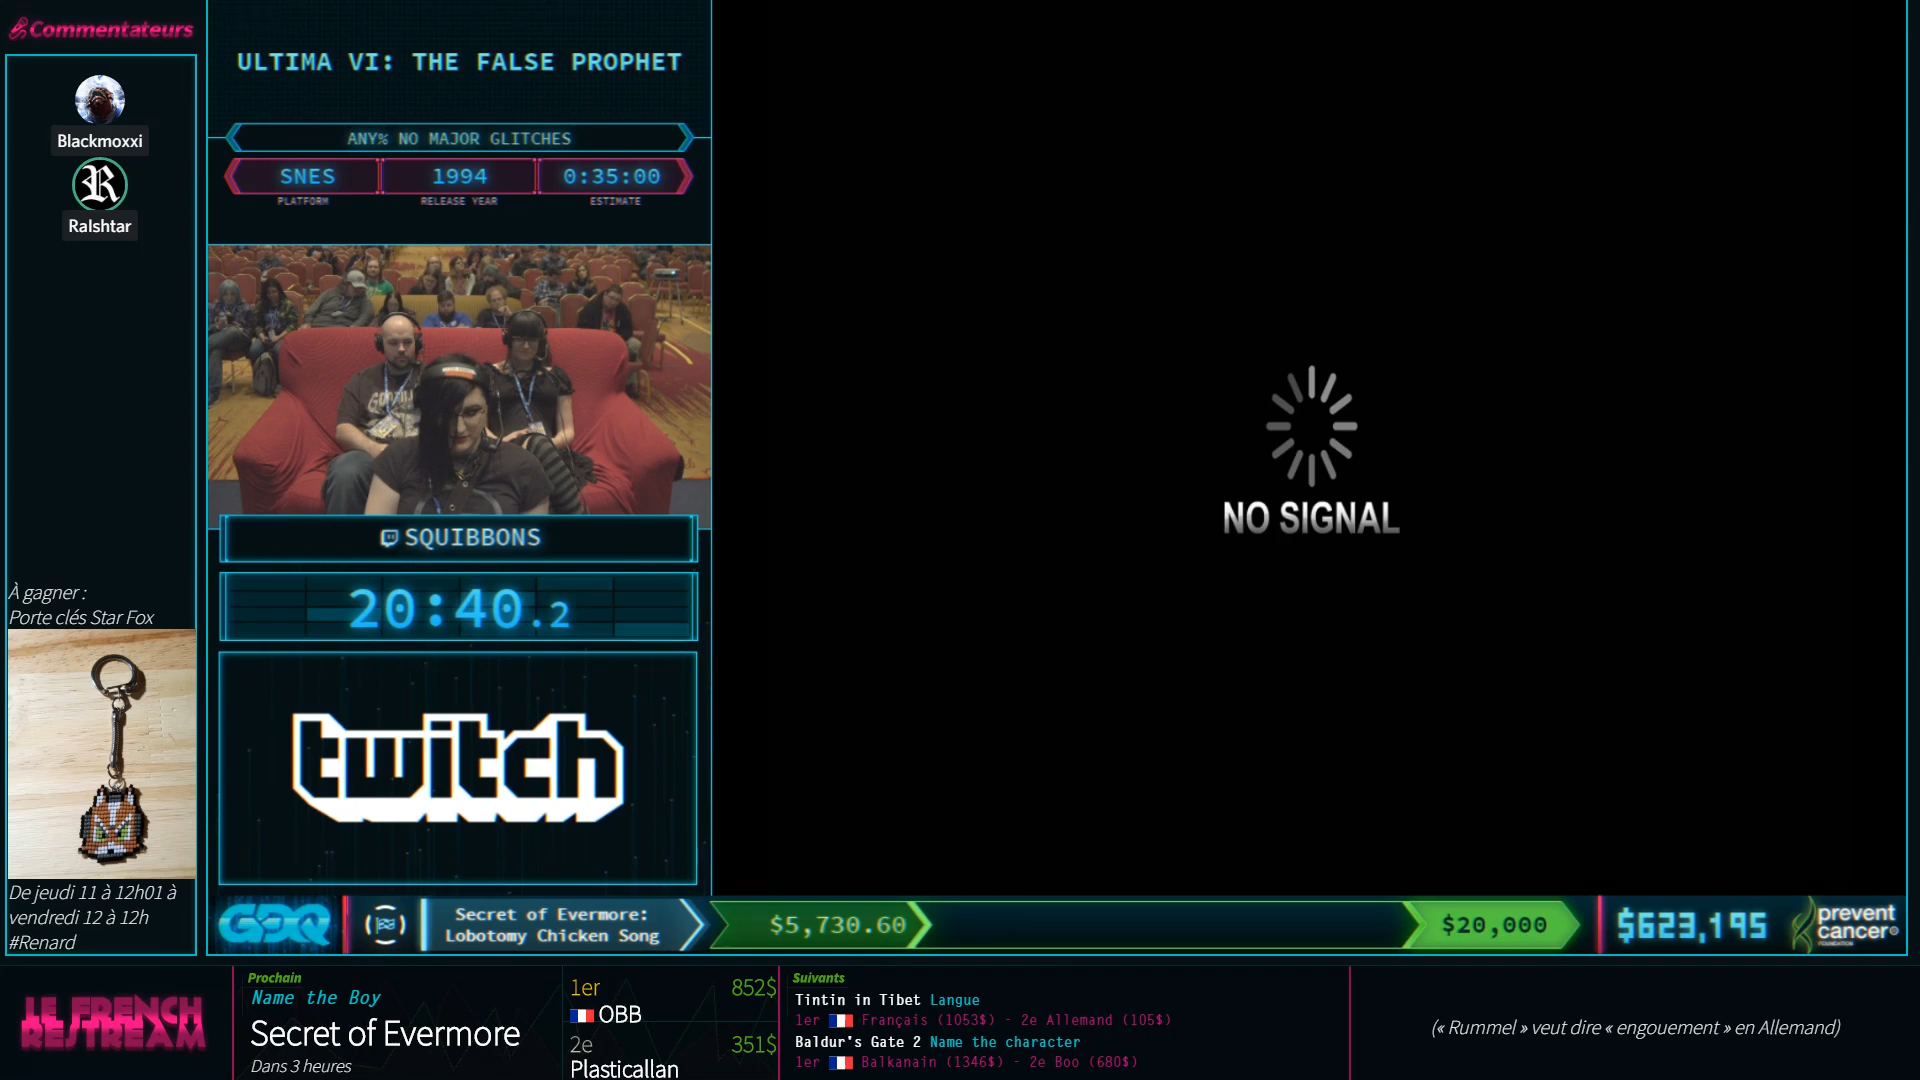 Commentateurs
Blackmoxxi
Ralshtar
À gagner :
Porte clés Star Fox
De jeudi 11 à 12h01 à
vendredi 12 à 12h
#Renard
ULTIMA VI: THE FALSE PROPHET
ANY% NO MAJOR GLITCHES
SNES 1994 0:35:00
PLATFORM RELEASE YEAR ESTIMATE
SQUIBBONS
20:40.2
twitch
NO SIGNAL
GDQ
Secret of Evermore:
Lobotomy Chicken Song
$5,730.60
$20,000
$623,195
prevent
cancer
FOUNDATION
LE FRENCH
RESTREAM
Prochain
Name the Boy
Secret of Evermore
Dans 3 heures
1er 852$
OBB
2e 351$
Plasticallan
Suivants
Tintin in Tibet Langue
1er Français (1053$) - 2e Allemand (105$)
Baldur's Gate 2 Name the character
1er Balkanain (1346$) - 2e Boo (680$)
(« Rummel » veut dire « engouement » en Allemand)